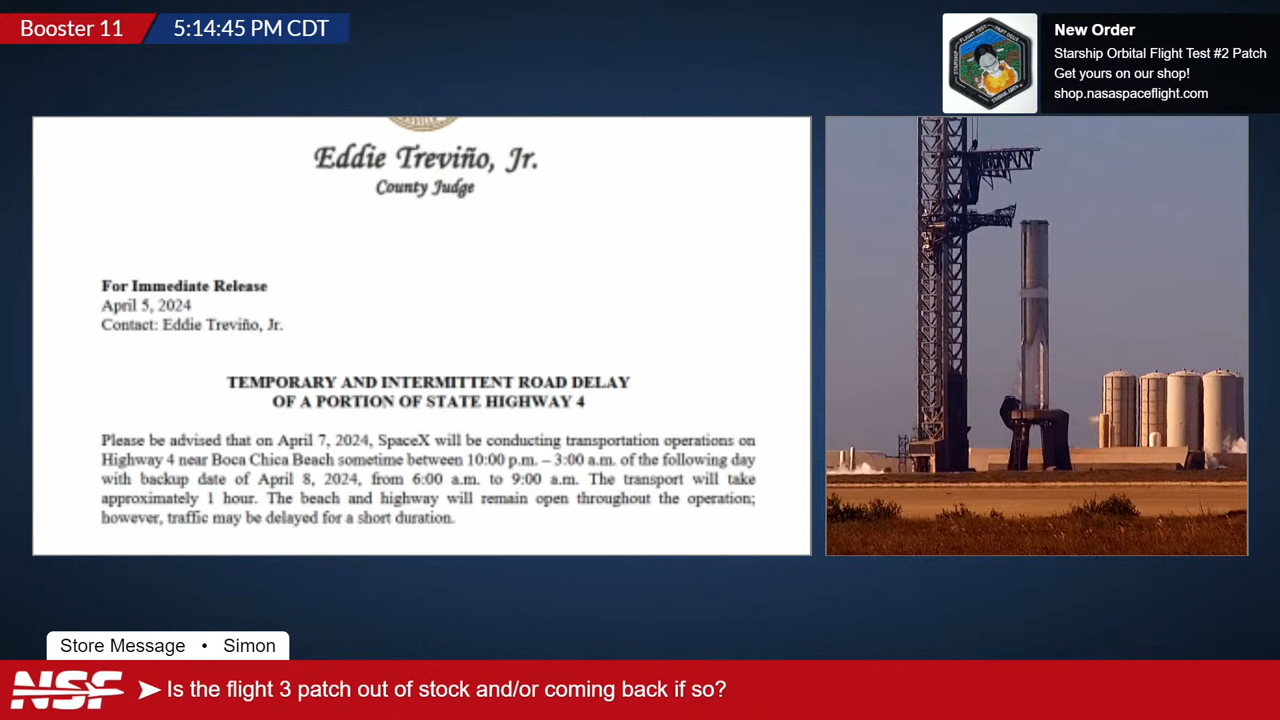 Booster 11
5:14:45 PM CDT
New Order
Starship Orbital Flight Test #2 Patch
Get yours on our shop!
shop.nasaspaceflight.com
Eddie Treviño, Jr.
County Judge
For Immediate Release
April 5, 2024
Contact: Eddie Treviño, Jr.
TEMPORARY AND INTERMITTENT ROAD DELAY
OF A PORTION OF STATE HIGHWAY 4
Please be advised that on April 7, 2024, SpaceX will be conducting transportation operations on
Highway 4 near Boca Chica Beach sometime between 10:00 p.m. – 3:00 a.m. of the following day
with backup date of April 8, 2024, from 6:00 a.m. to 9:00 a.m. The transport will take
approximately 1 hour. The beach and highway will remain open throughout the operation;
however, traffic may be delayed for a short duration.
Store Message • Simon
NSF
Is the flight 3 patch out of stock and/or coming back if so?